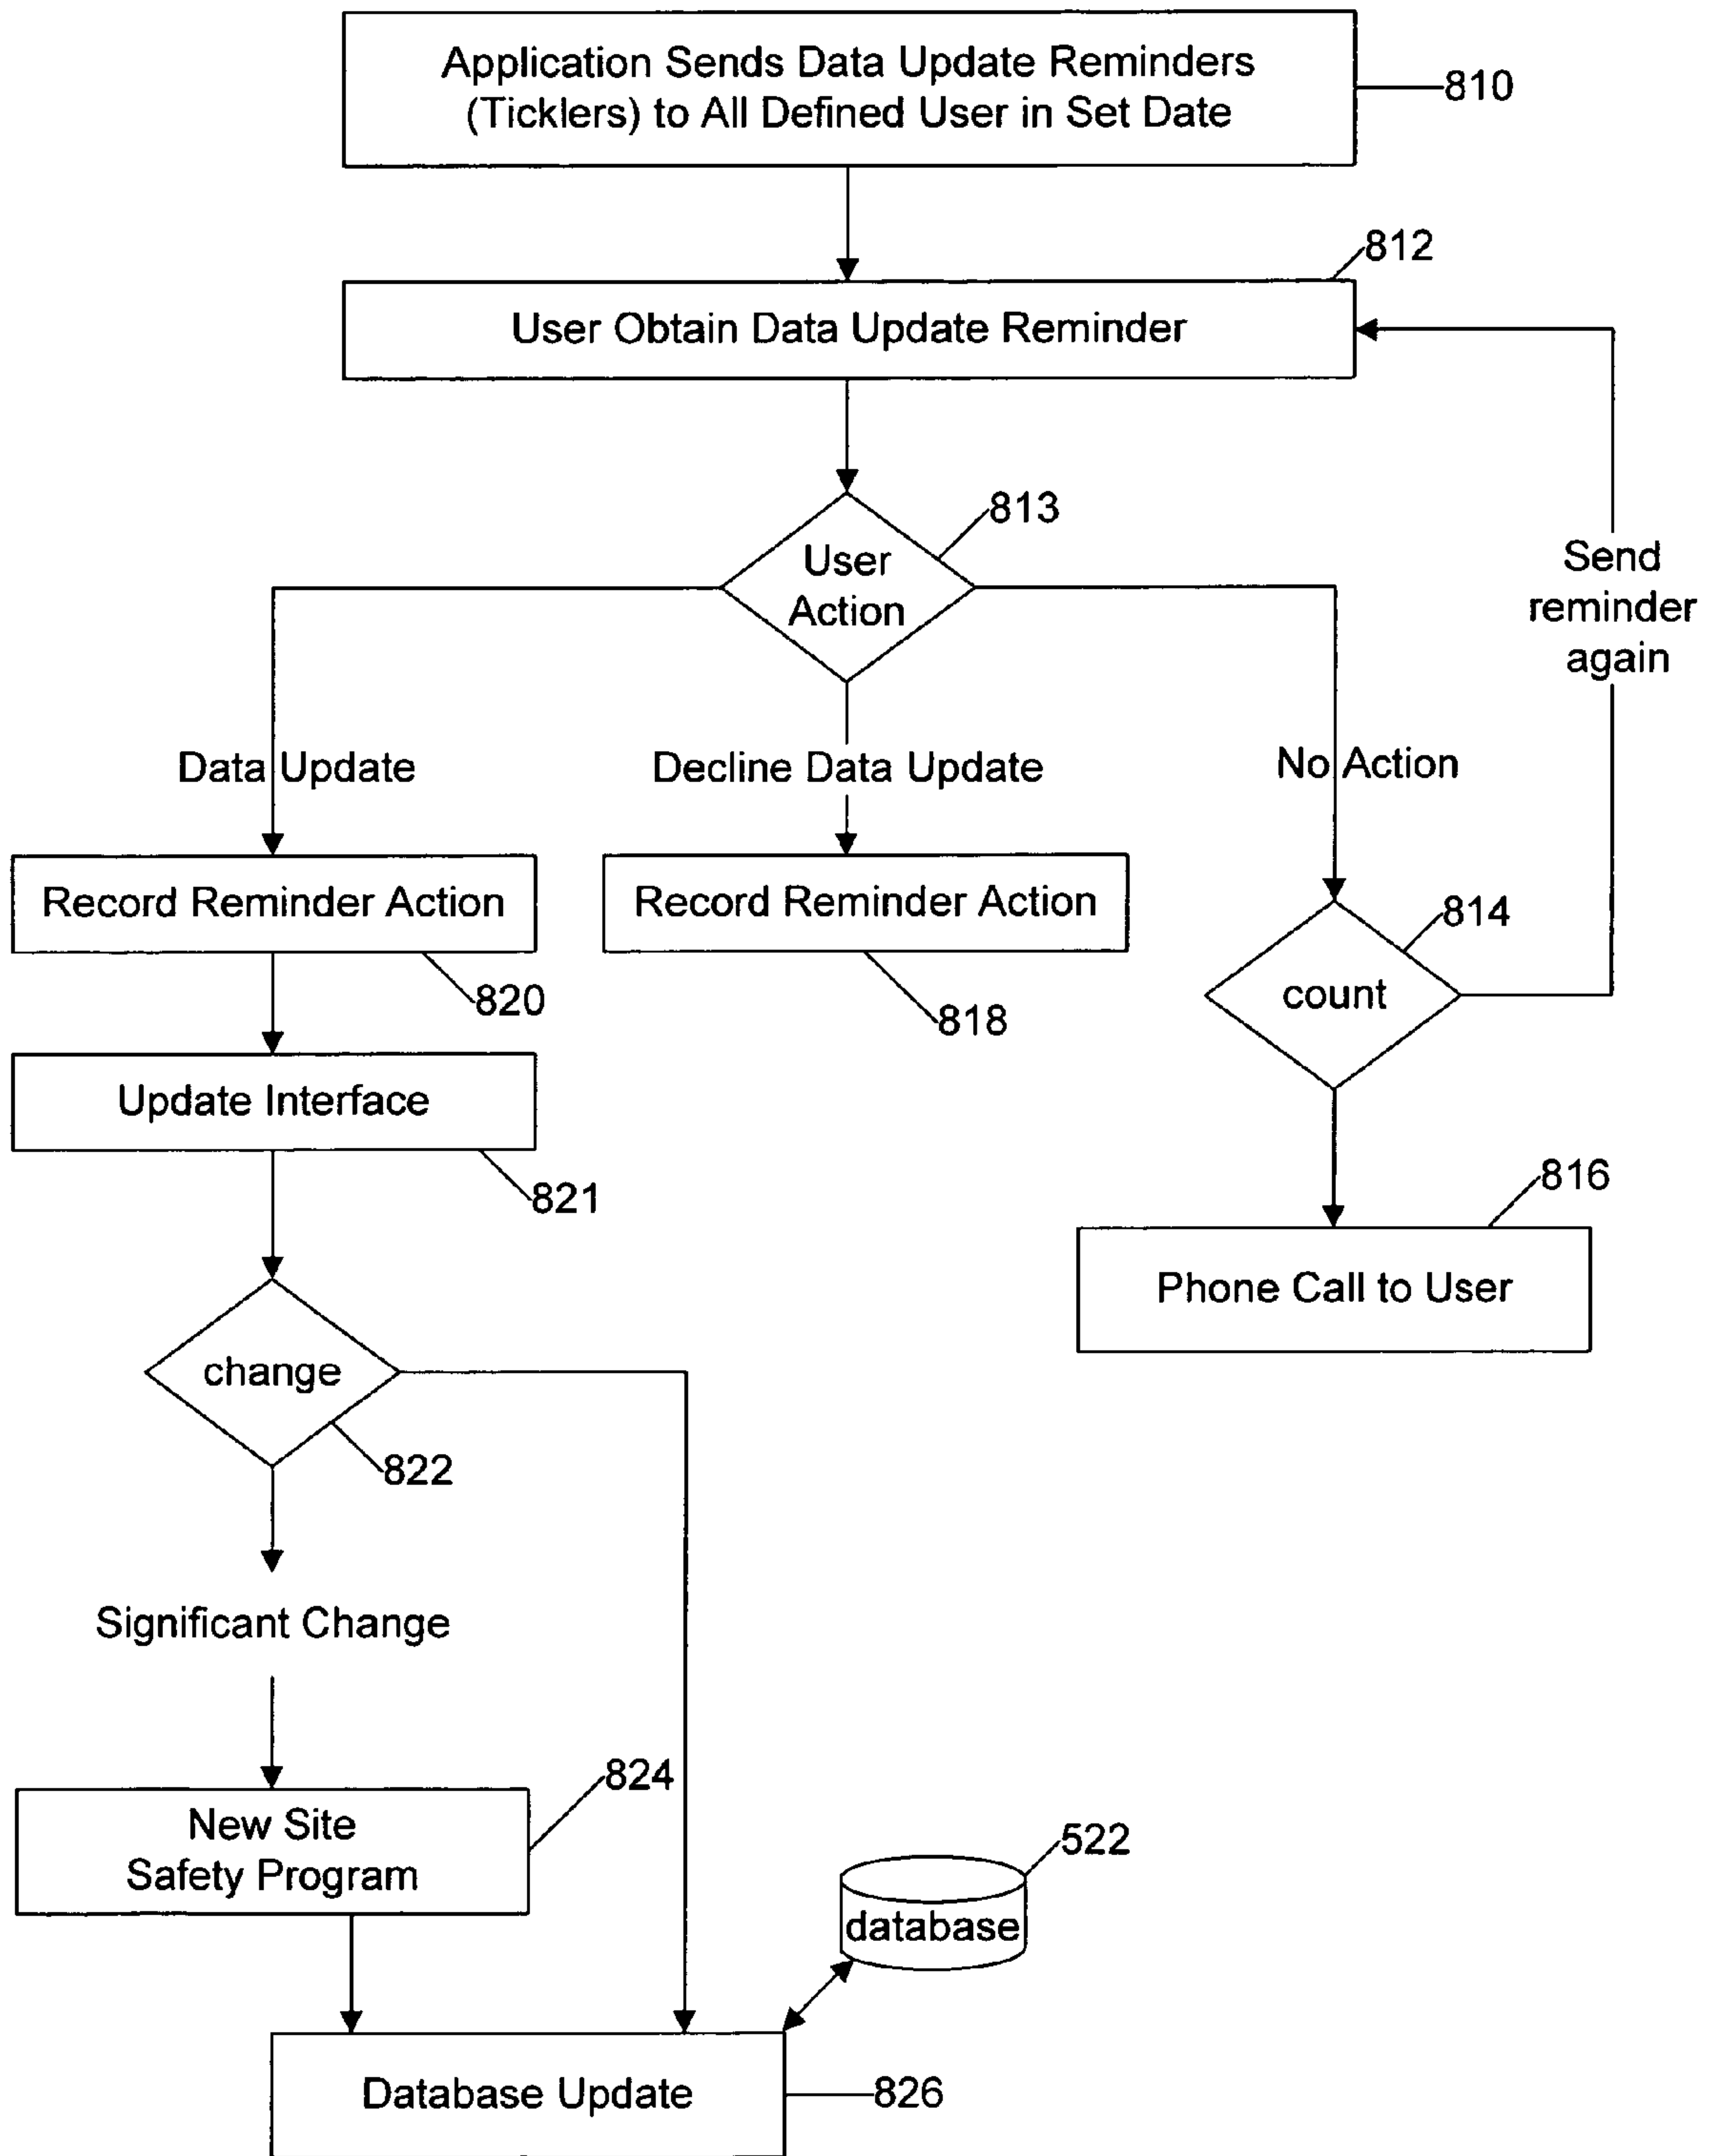 Application Sends Data Update Reminders
(Ticklers) to All Defined User in Set Date
810
812
User Obtain Data Update Reminder
813
User
Action
Send
reminder
again
Data Update
Decline Data Update
No Action
Record Reminder Action
Record Reminder Action
814
820
818
count
Update Interface
821
816
Phone Call to User
change
822
Significant Change
824
New Site
Safety Program
522
database
Database Update
826